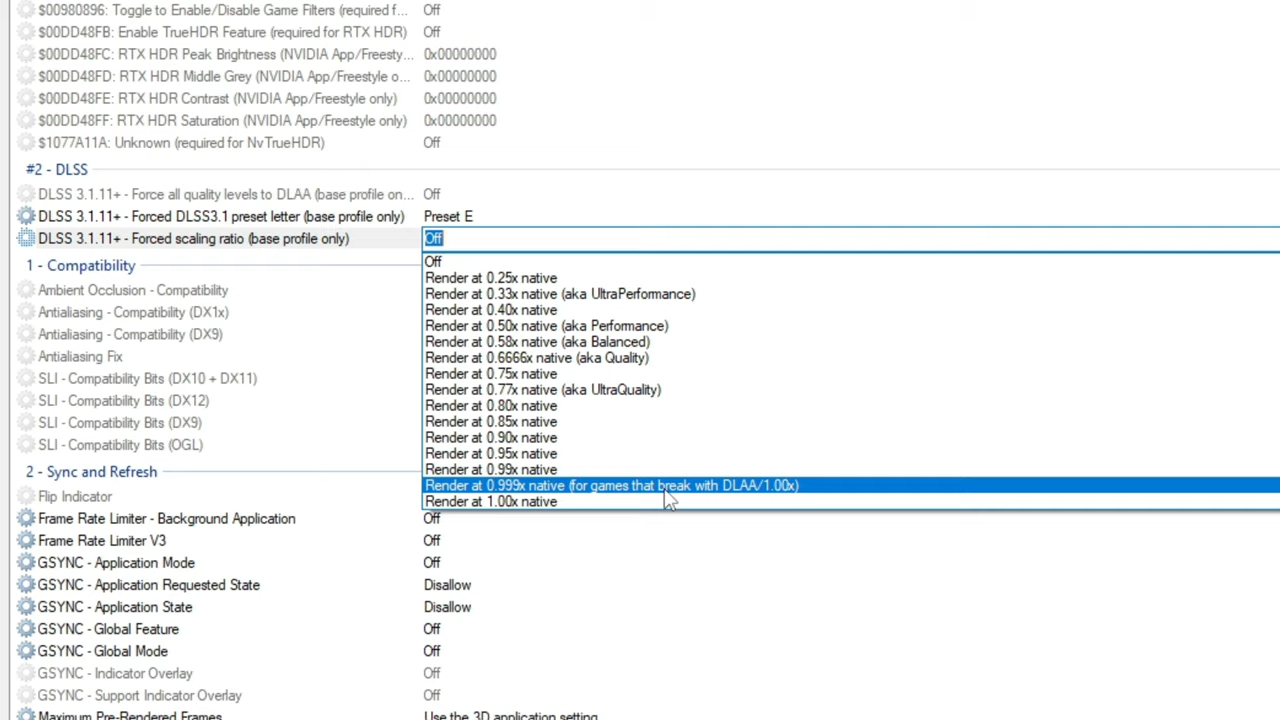 $00980896: Toggle to Enable/Disable Game Filters (required f... Off
$00DD48FB: Enable TrueHDR Feature (required for RTX HDR) Off
$00DD48FC: RTX HDR Peak Brightness (NVIDIA App/Freesty... 0x00000000
$00DD48FD: RTX HDR Middle Grey (NVIDIA App/Freestyle o... 0x00000000
$00DD48FE: RTX HDR Contrast (NVIDIA App/Freestyle only) 0x00000000
$00DD48FF: RTX HDR Saturation (NVIDIA App/Freestyle only) 0x00000000
$1077A11A: Unknown (required for NvTrueHDR) Off
#2 - DLSS
DLSS 3.1.11+ - Force all quality levels to DLAA (base profile on... Off
DLSS 3.1.11+ - Forced DLSS3.1 preset letter (base profile only) Preset E
DLSS 3.1.11+ - Forced scaling ratio (base profile only) Off
Off
Render at 0.25x native
Render at 0.33x native (aka UltraPerformance)
Render at 0.40x native
Render at 0.50x native (aka Performance)
Render at 0.58x native (aka Balanced)
Render at 0.6666x native (aka Quality)
Render at 0.75x native
Render at 0.77x native (aka UltraQuality)
Render at 0.80x native
Render at 0.85x native
Render at 0.90x native
Render at 0.95x native
Render at 0.99x native
Render at 0.999x native (for games that break with DLAA/1.00x)
Render at 1.00x native
1 - Compatibility
Ambient Occlusion - Compatibility
Antialiasing - Compatibility (DX1x)
Antialiasing - Compatibility (DX9)
Antialiasing Fix
SLI - Compatibility Bits (DX10 + DX11)
SLI - Compatibility Bits (DX12)
SLI - Compatibility Bits (DX9)
SLI - Compatibility Bits (OGL)
2 - Sync and Refresh
Flip Indicator
Frame Rate Limiter - Background Application Off
Frame Rate Limiter V3 Off
GSYNC - Application Mode Off
GSYNC - Application Requested State Disallow
GSYNC - Application State Disallow
GSYNC - Global Feature Off
GSYNC - Global Mode Off
GSYNC - Indicator Overlay Off
GSYNC - Support Indicator Overlay Off
Maximum Pre-Rendered Frames Use the 3D application setting